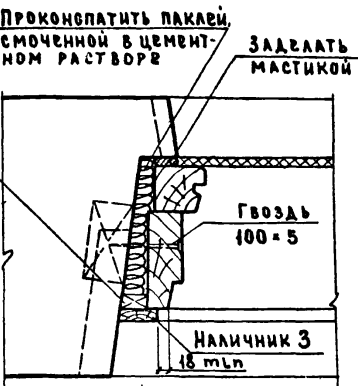 Проконопатить паклей,
смоченной в цемент-
ном растворе
Заделать
мастикой
Гвоздь
100×5
Наличник 3
18 min